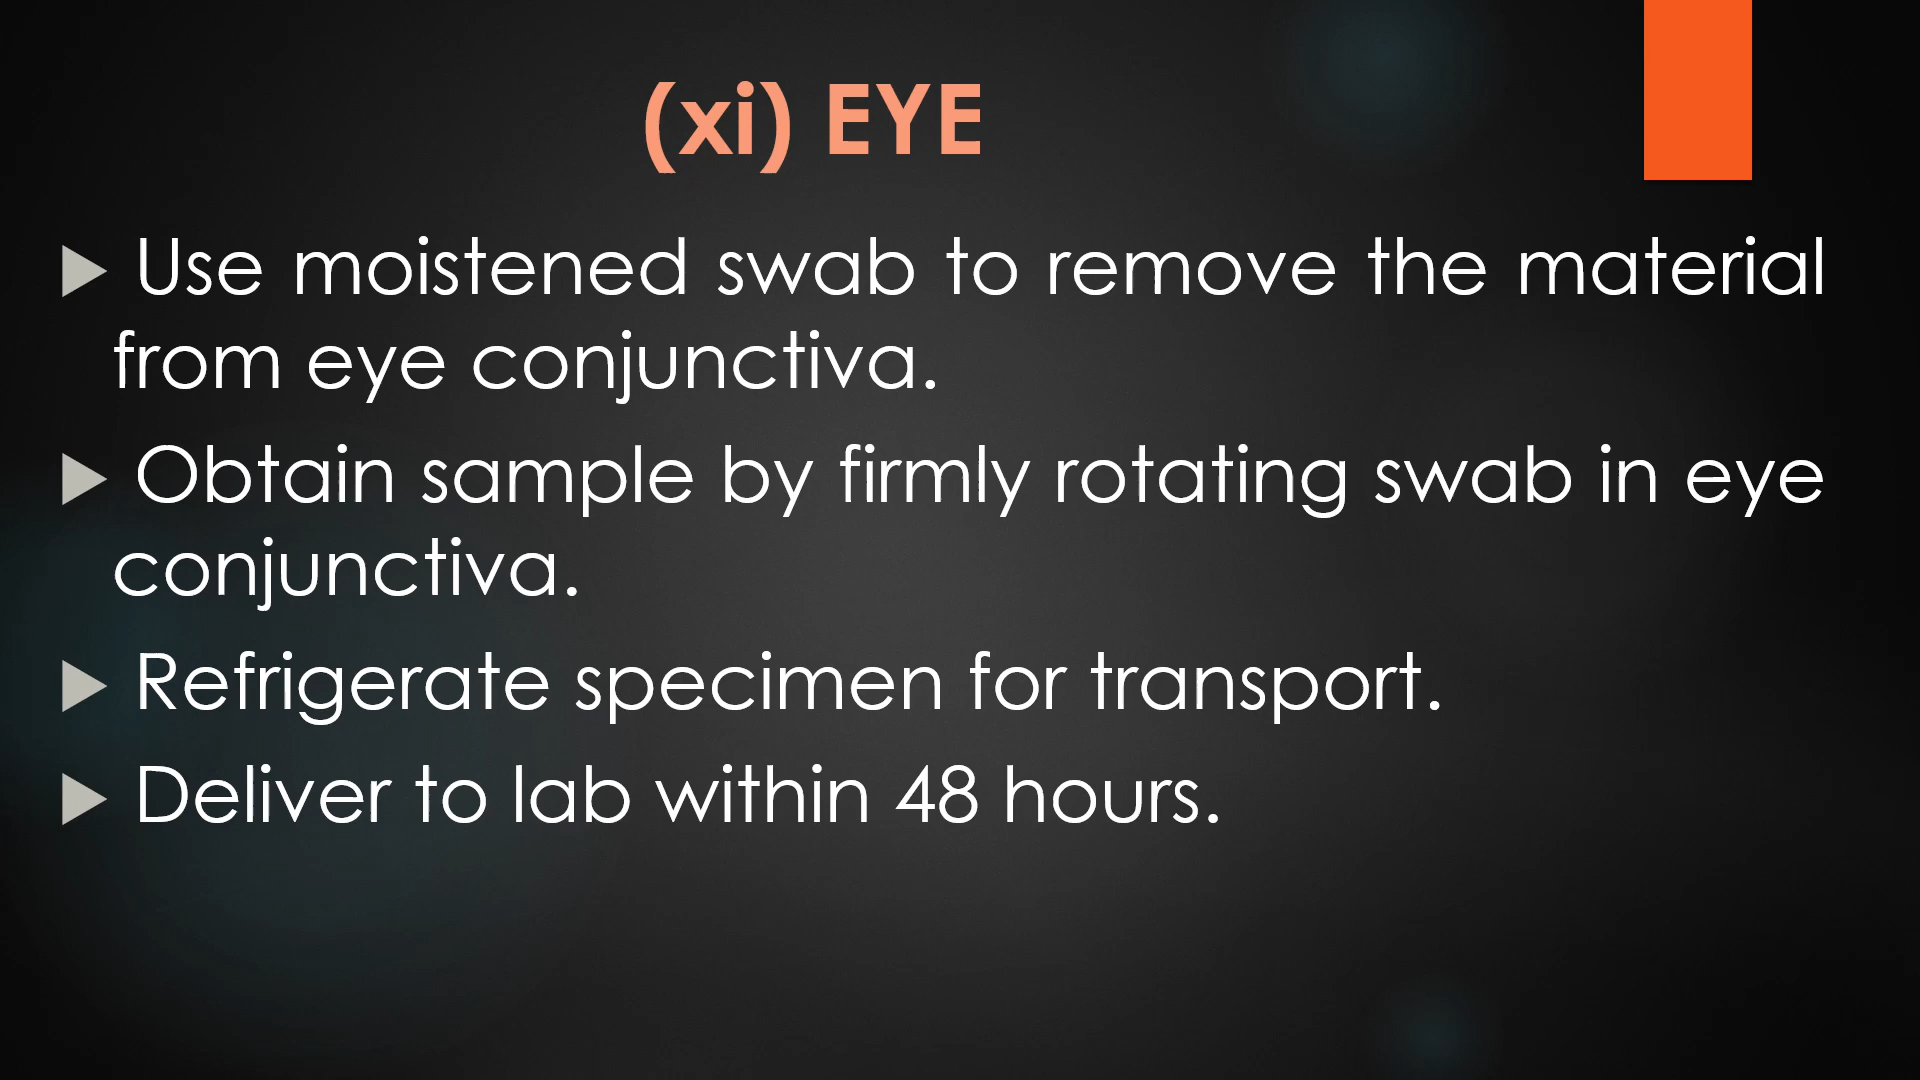 (xi) EYE
Use moistened swab to remove the material
from eye conjunctiva.
Obtain sample by firmly rotating swab in eye
conjunctiva.
Refrigerate specimen for transport.
Deliver to lab within 48 hours.